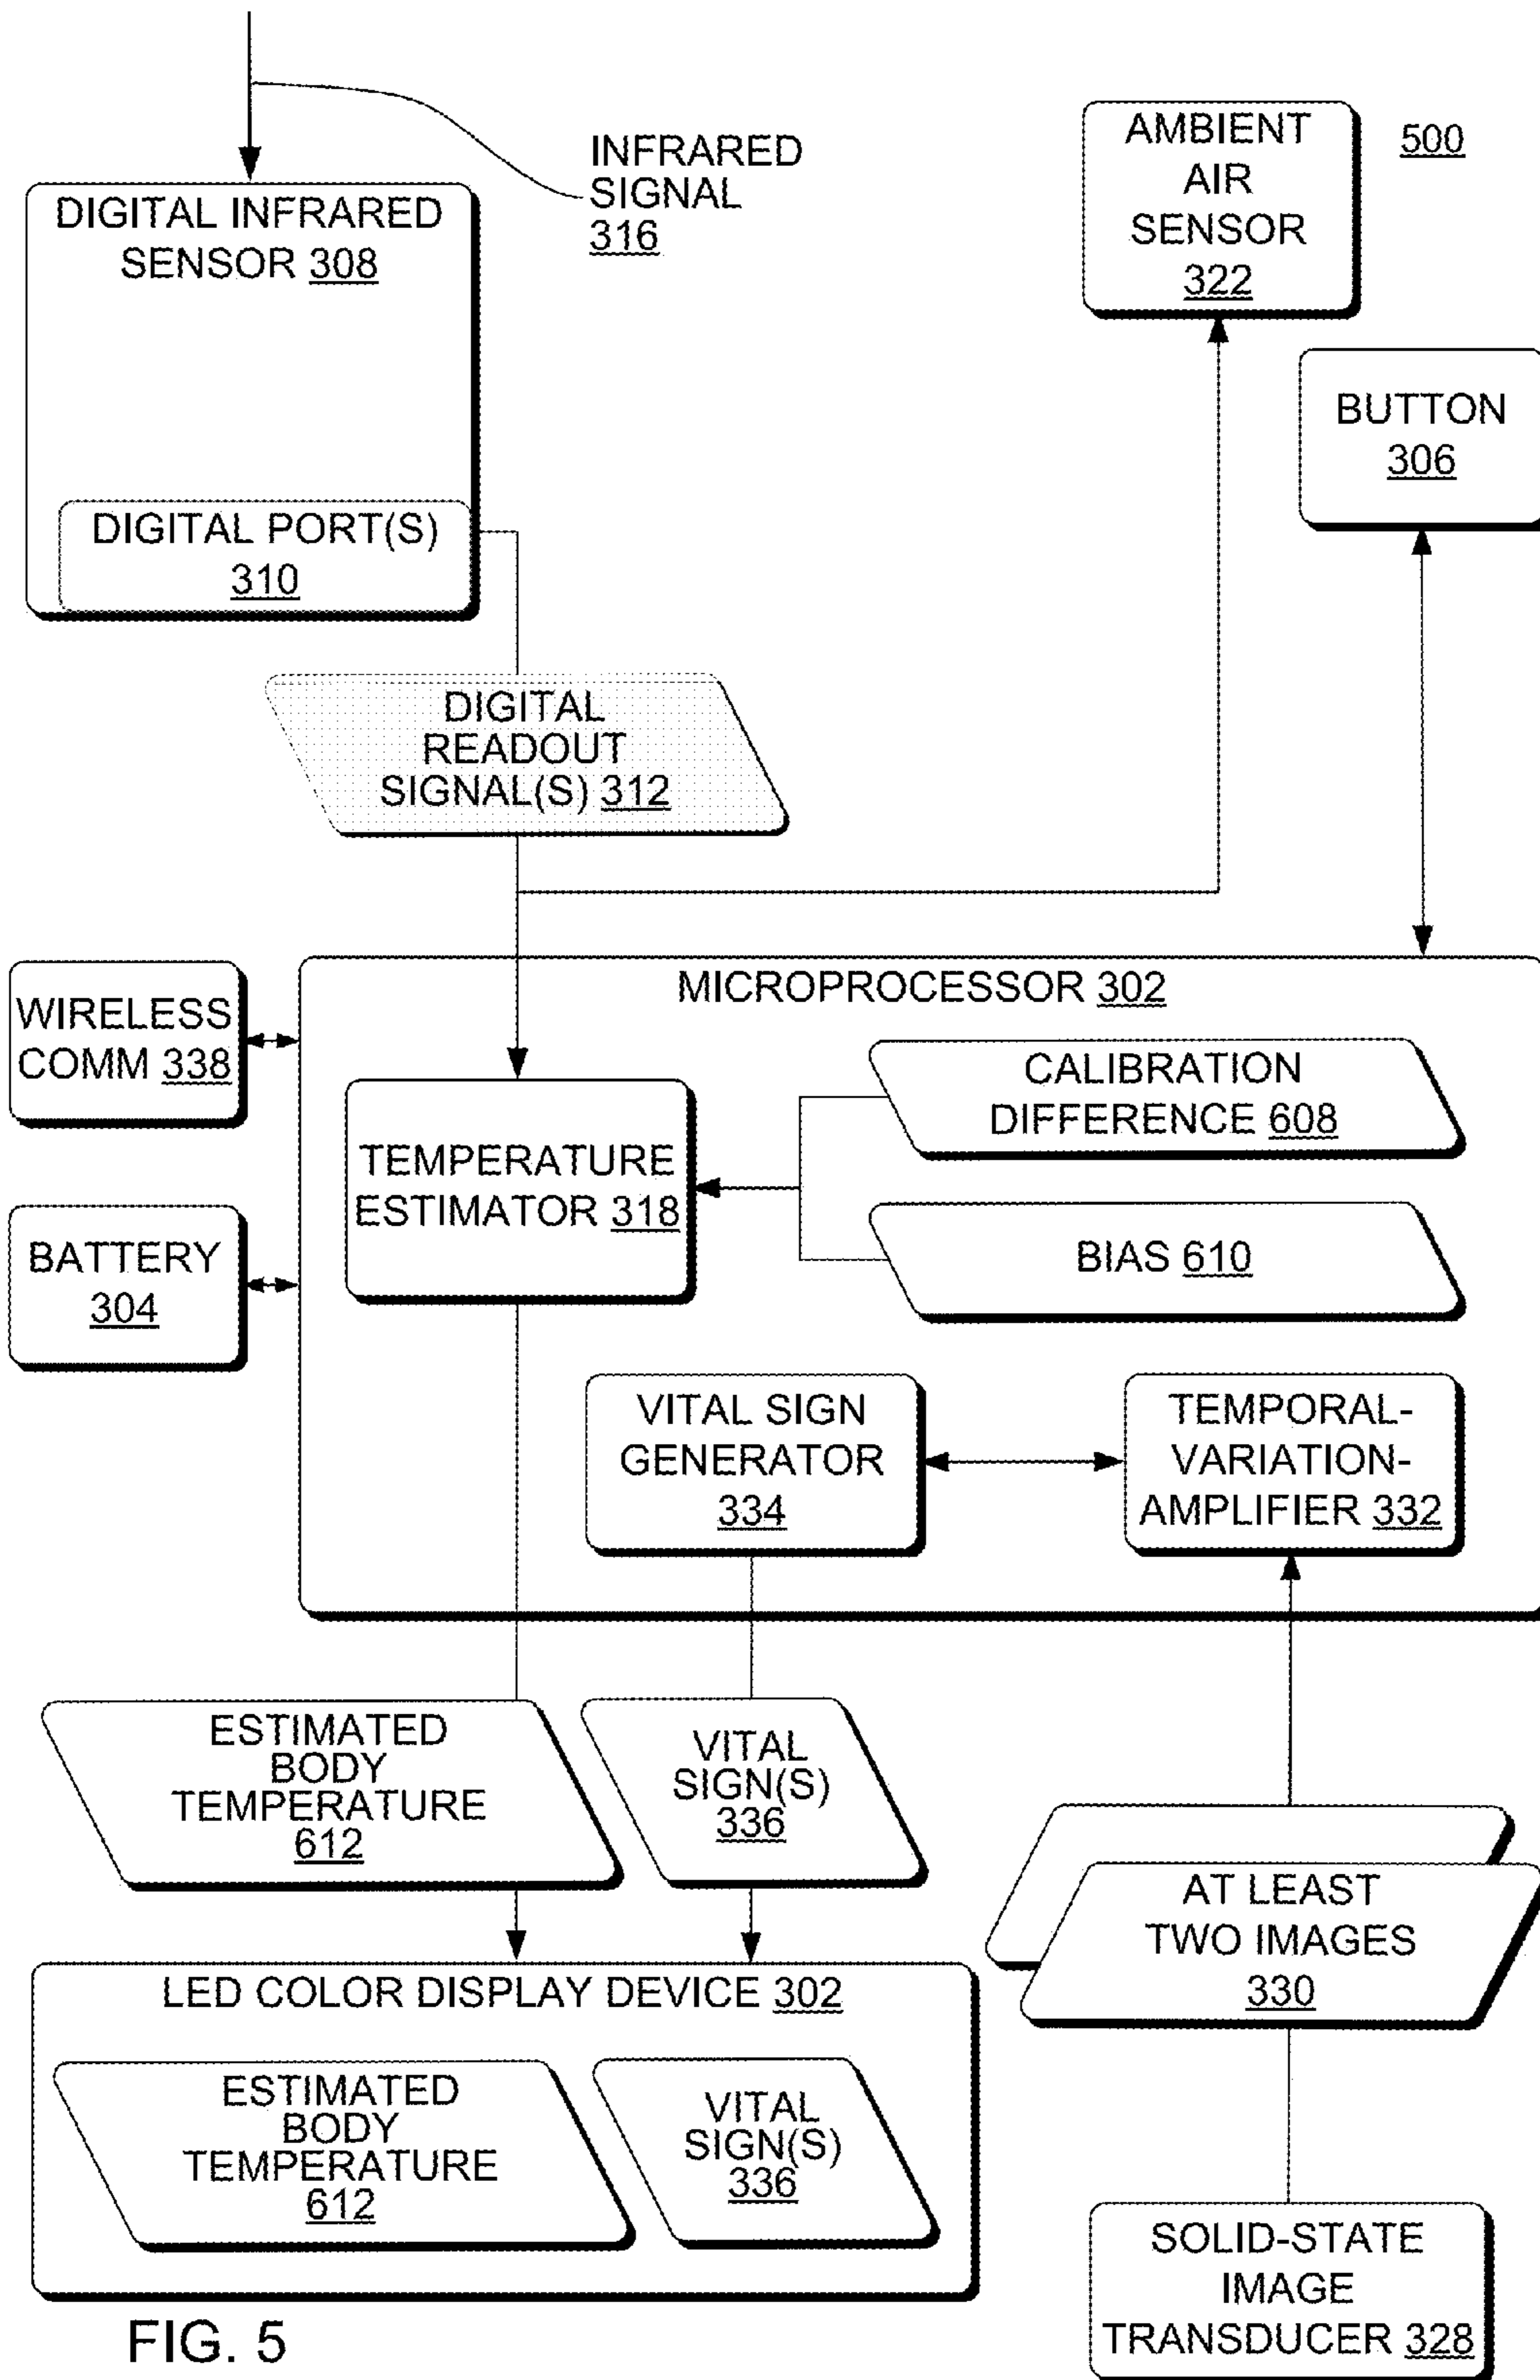 INFRARED
SIGNAL
316
AMBIENT
AIR
SENSOR
322
500
DIGITAL INFRARED
SENSOR 308
BUTTON
306
DIGITAL PORT(S)
310
DIGITAL
READOUT
SIGNAL(S) 312
MICROPROCESSOR 302
WIRELESS
COMM 338
CALIBRATION
DIFFERENCE 608
TEMPERATURE
ESTIMATOR 318
BATTERY
304
BIAS 610
VITAL SIGN
GENERATOR
334
TEMPORAL-
VARIATION-
AMPLIFIER 332
ESTIMATED
BODY
TEMPERATURE
612
VITAL
SIGN(S)
336
AT LEAST
TWO IMAGES
330
LED COLOR DISPLAY DEVICE 302
ESTIMATED
BODY
TEMPERATURE
612
VITAL
SIGN(S)
336
SOLID-STATE
IMAGE
TRANSDUCER 328
FIG. 5